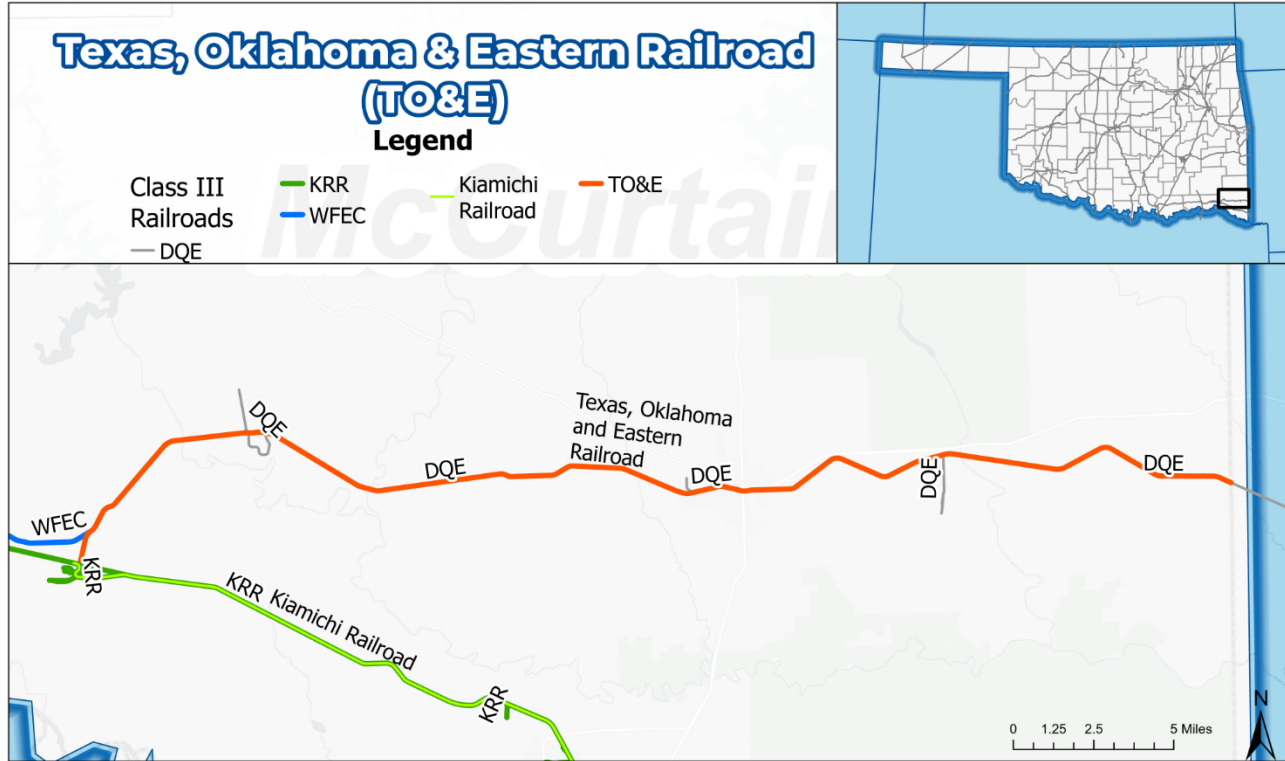 Texas, Oklahoma & Eastern Railroad
(TO&E)
Legend
McCurtain
Class III
Railroads
DQE
KRR
WFEC
Kiamichi
Railroad
TO&E
DQE
Texas, Oklahoma
and Eastern
Railroad
DQE
DQE
DQE
DQE
WFEC
KRR
KRR Kiamichi Railroad
KRR
0 1.25 2.5 5 Miles
N